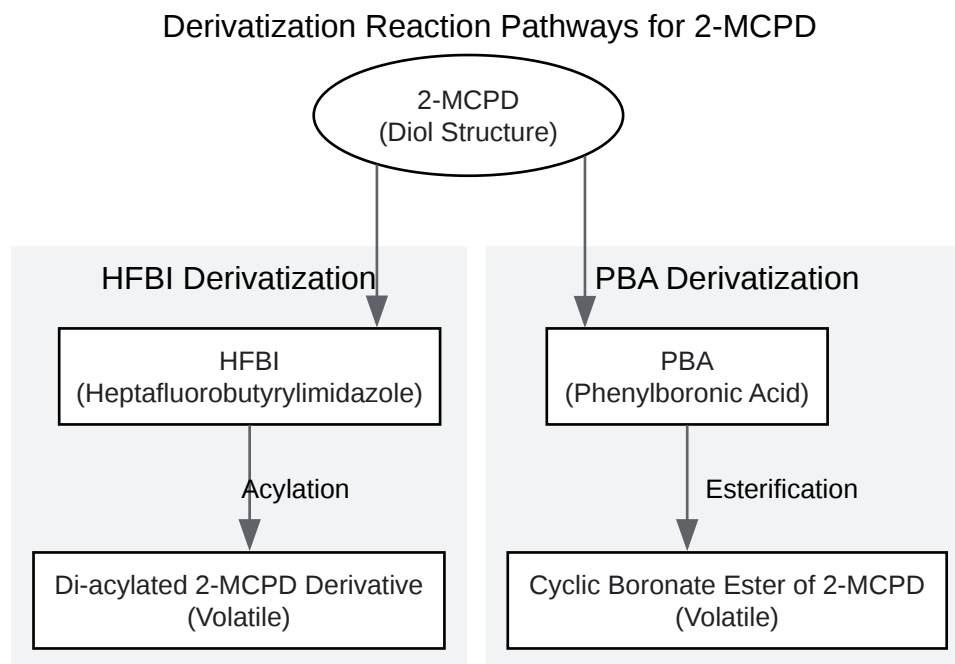 Derivatization Reaction Pathways for 2-MCPD
2-MCPD
(Diol Structure)
HFBI Derivatization
HFBI
(Heptafluorobutyrylimidazole)
Acylation
Di-acylated 2-MCPD Derivative
(Volatile)
PBA Derivatization
PBA
(Phenylboronic Acid)
Esterification
Cyclic Boronate Ester of 2-MCPD
(Volatile)